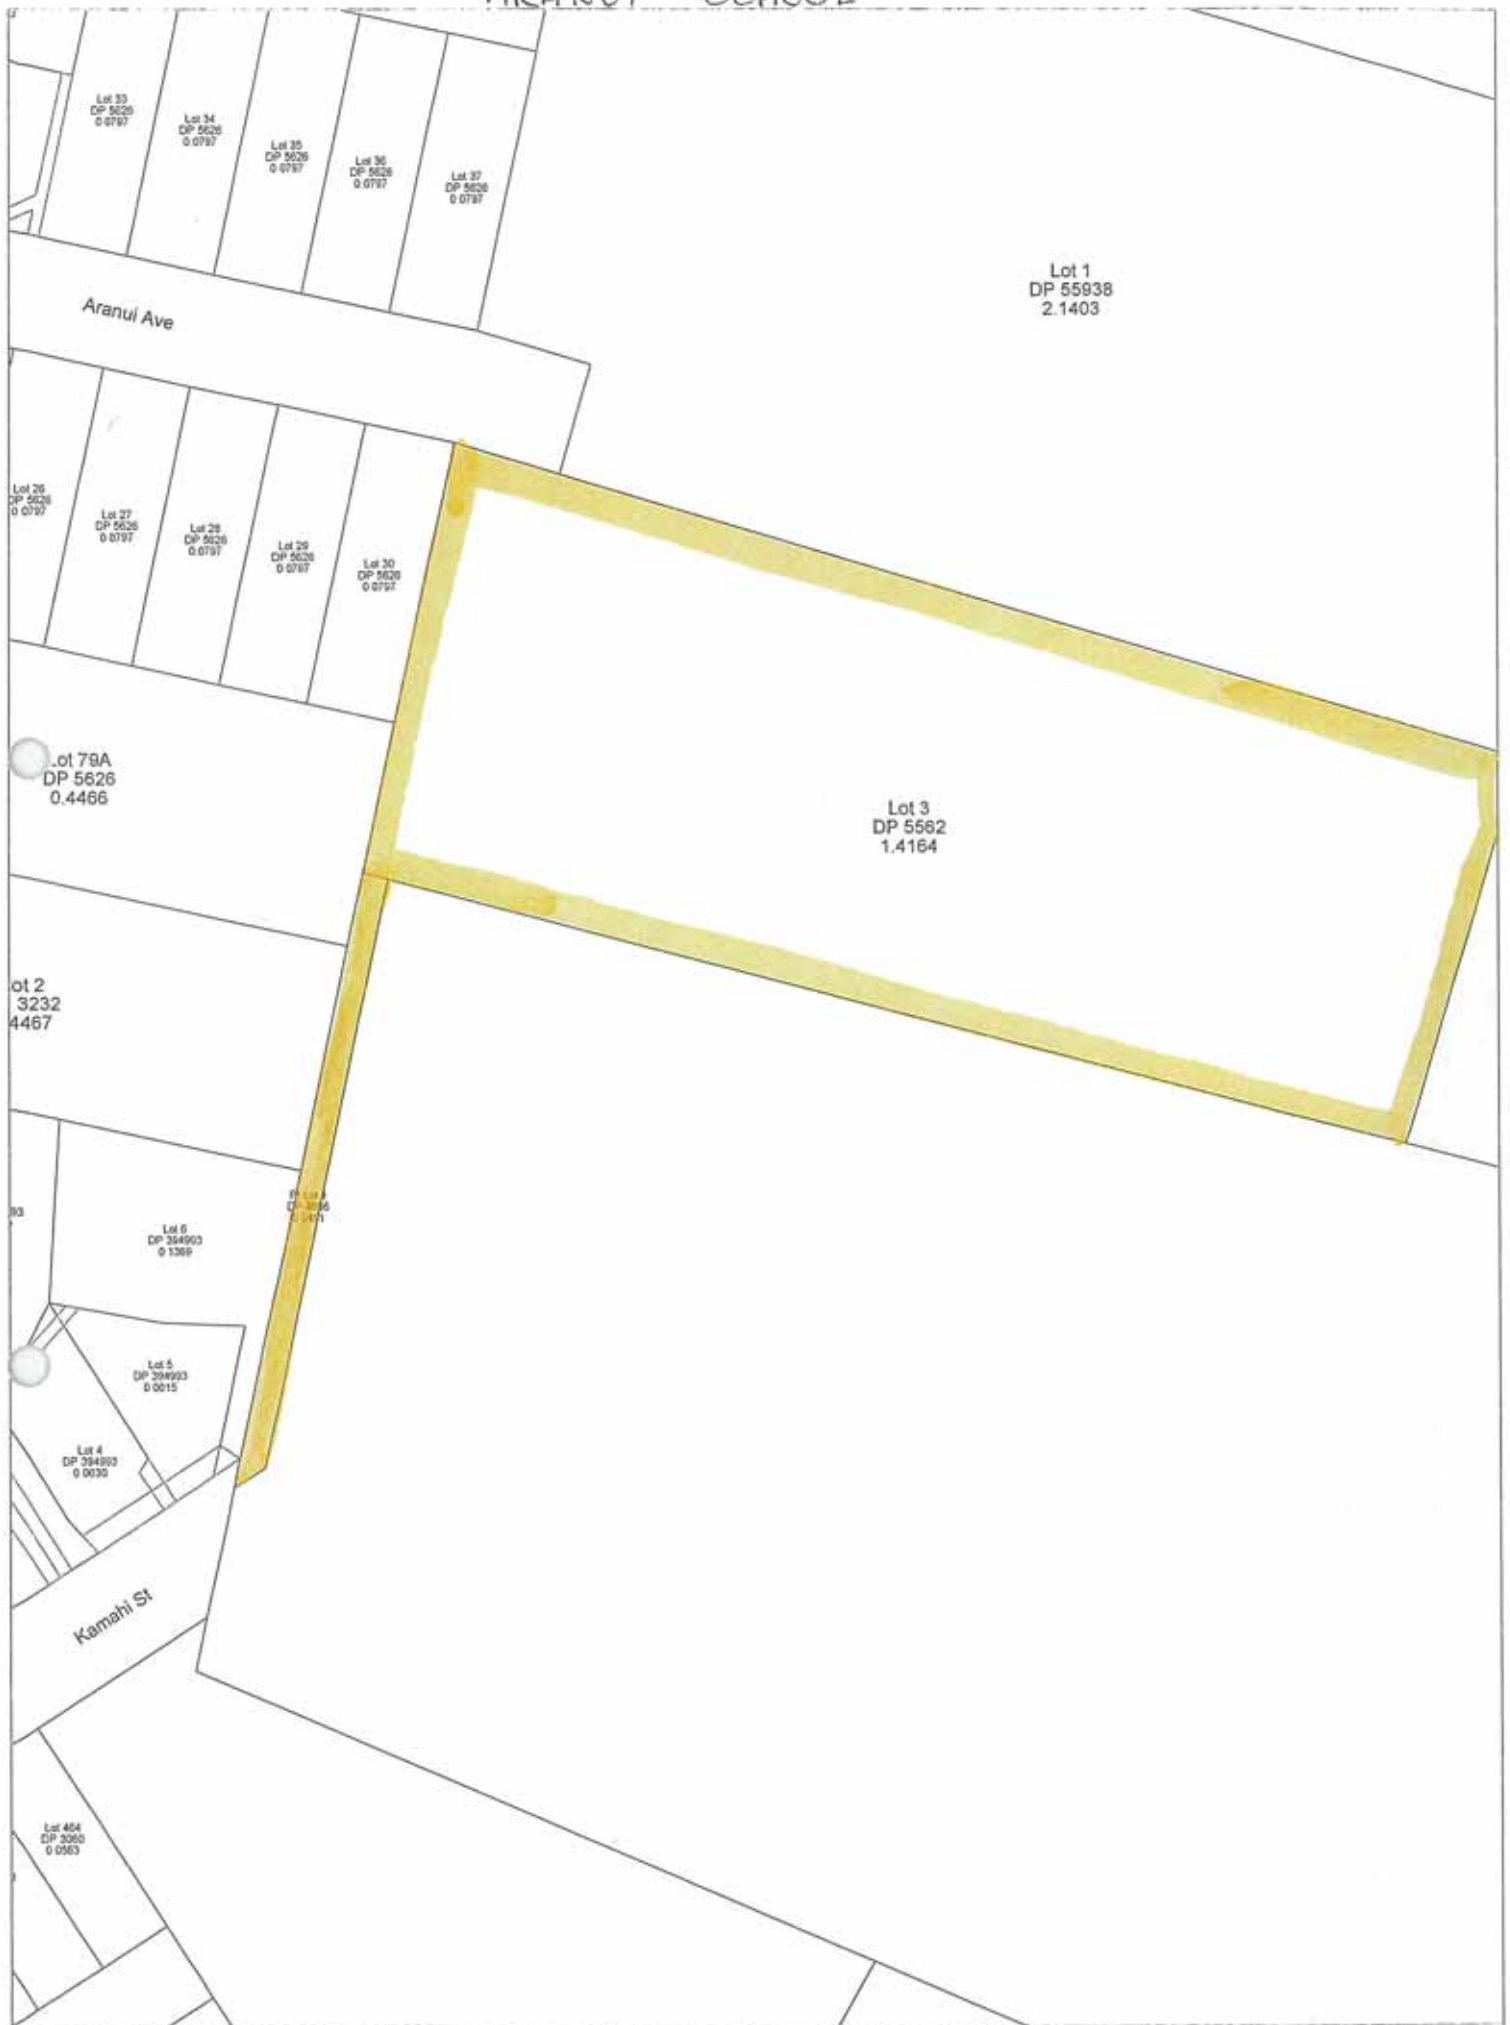 SCHOOL
Lot 33
DP 5626
0.0797
Lot 34
DP 5626
0.0797
Lot 35
DP 5626
0.0797
Lot 36
DP 5626
0.0797
Lot 37
DP 5626
0.0797
Lot 1
DP 55938
2.1403
Aranui Ave
Lot 26
DP 5626
0.0797
Lot 27
DP 5626
0.0797
Lot 28
DP 5626
0.0797
Lot 29
DP 5626
0.0797
Lot 30
DP 5626
0.0797
Lot 79A
DP 5626
0.4466
Lot 3
DP 5562
1.4164
ot 2
3232
4467
93
Lot 6
DP 394993
0.1369
Lot 5
DP 394993
Lot 4
DP 394993
Kamahi St
Lot 464
DP 3060
0.0563